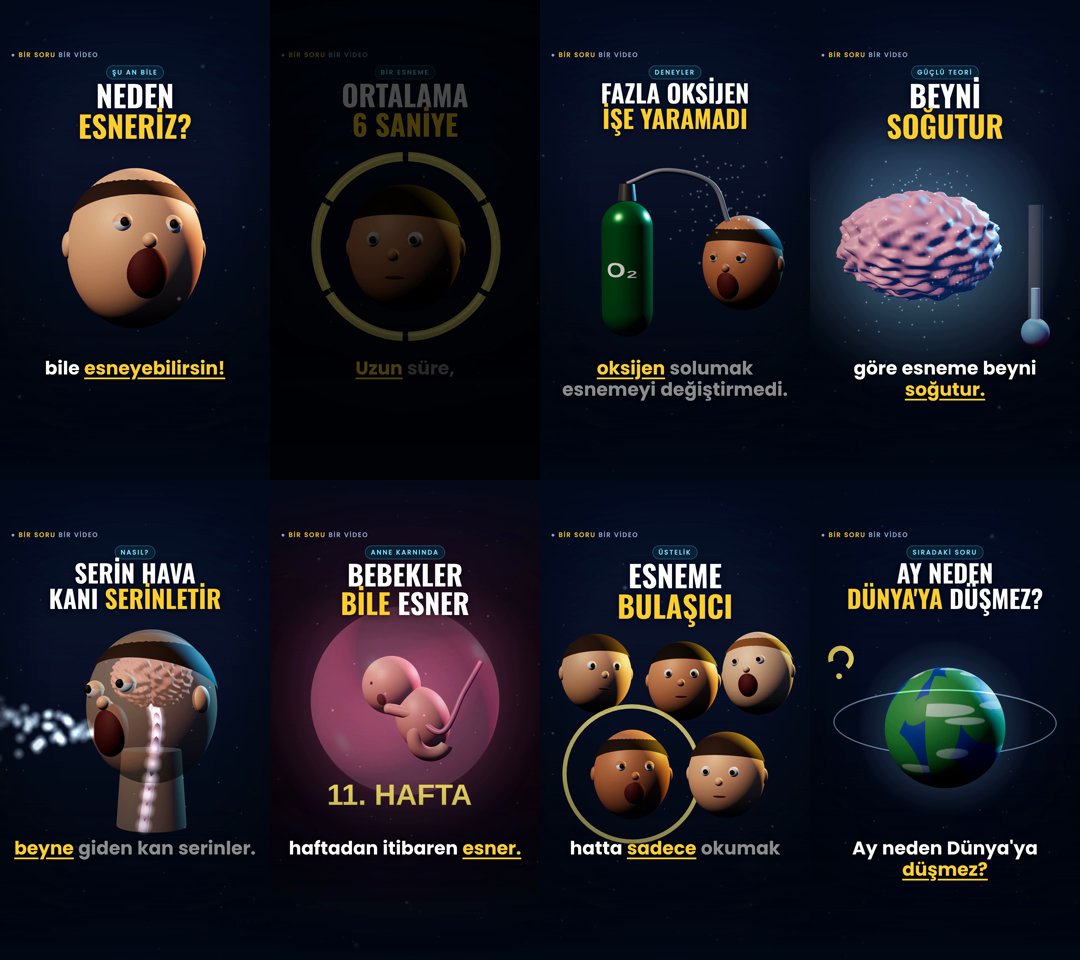 • BİR SORU BİR VİDEO
ŞU AN BİLE
NEDEN
ESNERİZ?
bile esneyebilirsin!
• BİR SORU BİR VİDEO
BİR ESNEME
ORTALAMA
6 SANİYE
Uzun süre,
• BİR SORU BİR VİDEO
DENEYLER
FAZLA OKSİJEN
İŞE YARAMADI
O₂
oksijen solumak
esnemeyi değiştirmedi.
• BİR SORU BİR VİDEO
GÜÇLÜ TEORİ
BEYNİ
SOĞUTUR
göre esneme beyni
soğutur.
• BİR SORU BİR VİDEO
NASIL?
SERİN HAVA
KANI SERİNLETİR
beyne giden kan serinler.
• BİR SORU BİR VİDEO
ANNE KARNINDA
BEBEKLER
BİLE ESNER
11. HAFTA
haftadan itibaren esner.
• BİR SORU BİR VİDEO
ÜSTELİK
ESNEME
BULAŞICI
hatta sadece okumak
• BİR SORU BİR VİDEO
SIRADAKİ SORU
AY NEDEN
DÜNYA'YA DÜŞMEZ?
?
Ay neden Dünya'ya
düşmez?